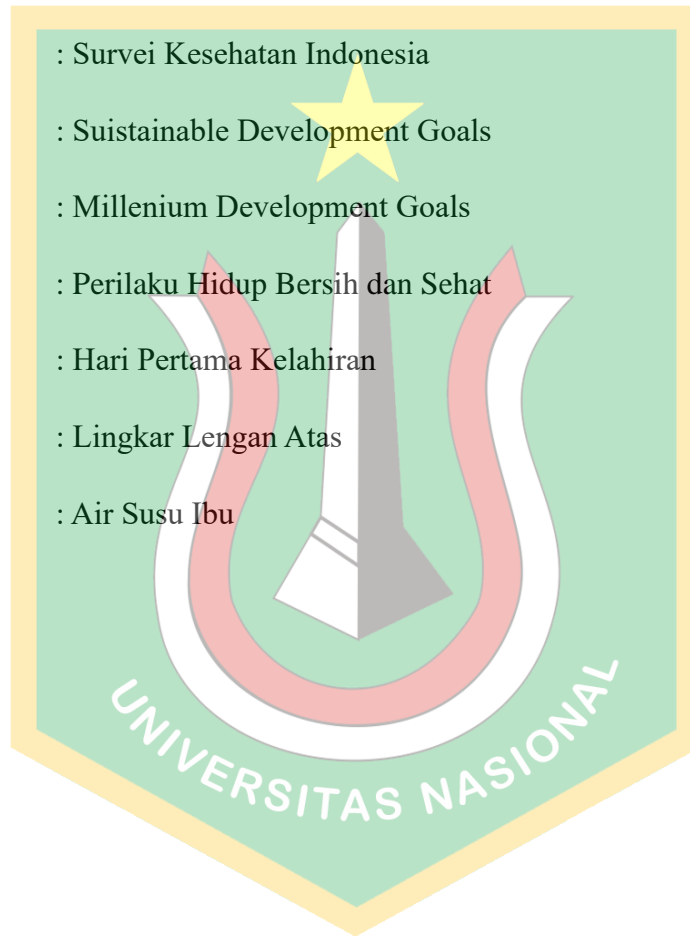 : Survei Kesehatan Indonesia
: Suistainable Development Goals
: Millenium Development Goals
: Perilaku Hidup Bersih dan Sehat
: Hari Pertama Kelahiran
: Lingkar Lengan Atas
: Air Susu Ibu
UNIVERSITAS NASIONAL